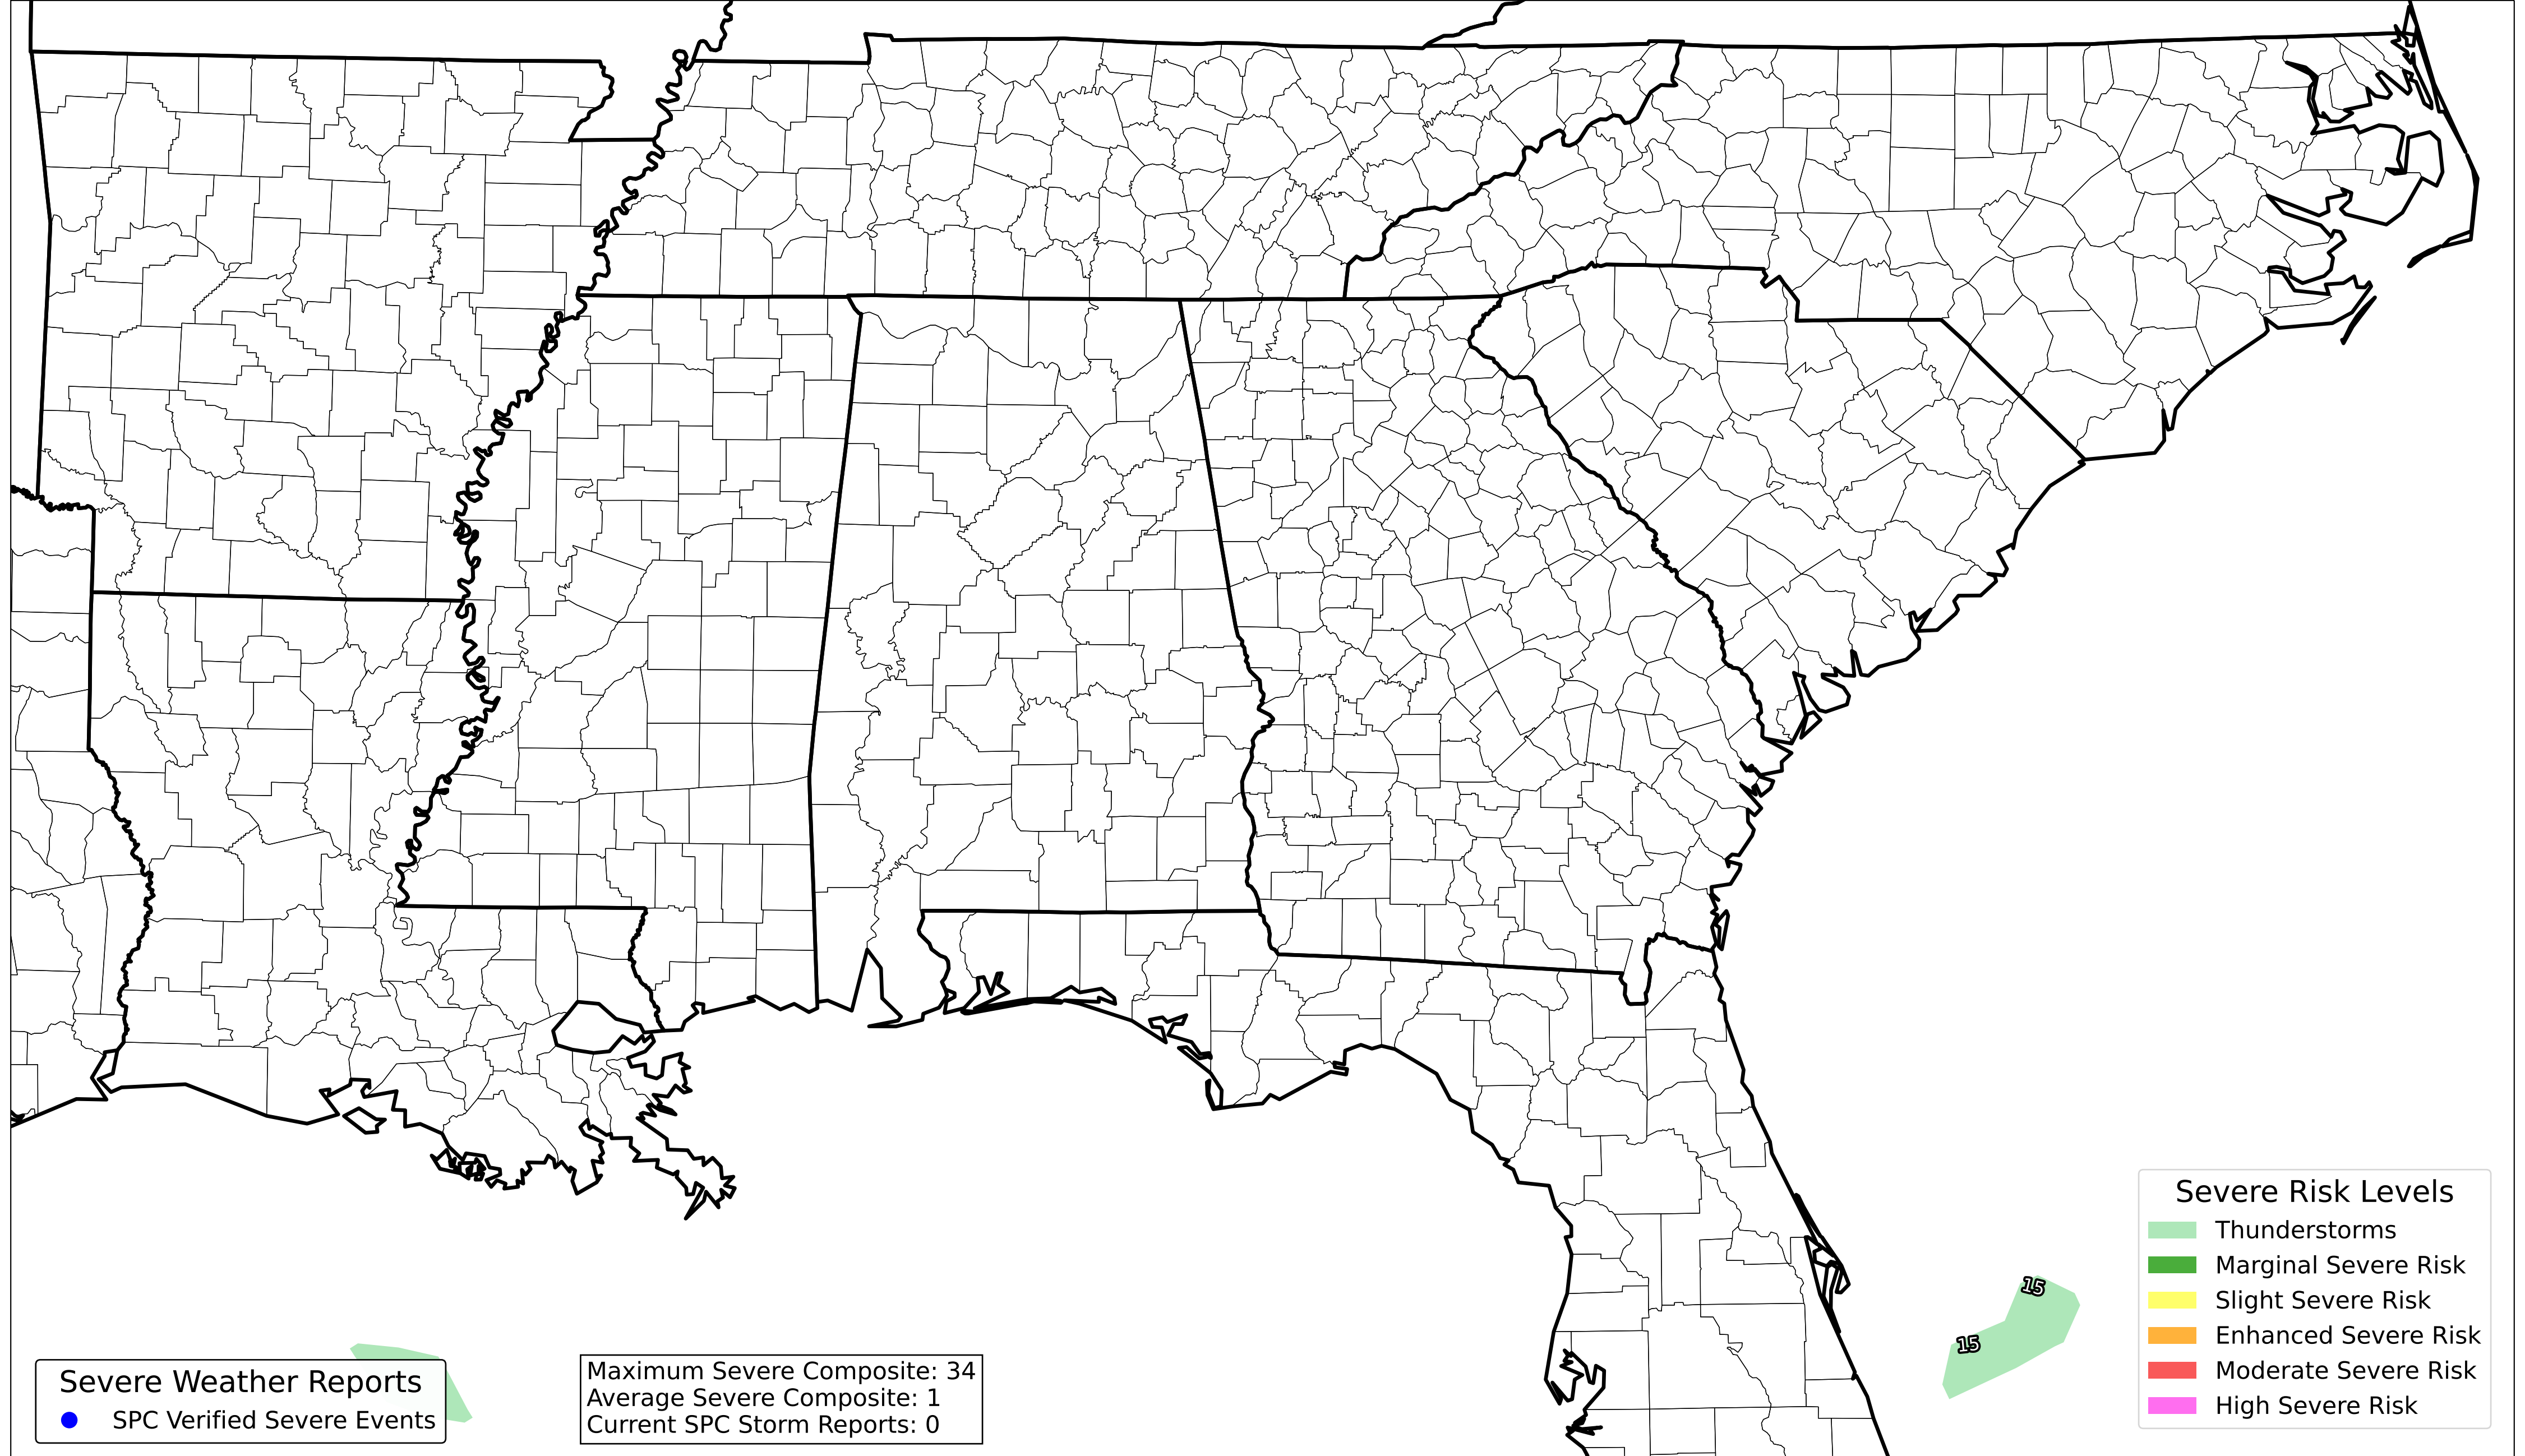 15
15
Severe Weather Reports
SPC Verified Severe Events
Maximum Severe Composite: 34
Average Severe Composite: 1
Current SPC Storm Reports: 0
Severe Risk Levels
Thunderstorms
Marginal Severe Risk
Slight Severe Risk
Enhanced Severe Risk
Moderate Severe Risk
High Severe Risk